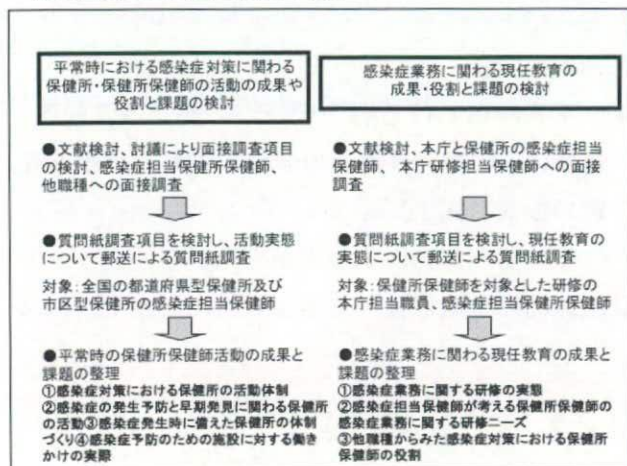 平常時における感染症対策に関わる
保健所・保健所保健師の活動の成果や
役割と課題の検討
●文献検討、討議により面接調査項目
の検討、感染症担当保健所保健師、
他職種への面接調査
●質問紙調査項目を検討し、活動実態
について郵送による質問紙調査
対象：全国の都道府県型保健所及び
市区型保健所の感染症担当保健師
●平常時の保健所保健師活動の成果と
課題の整理
①感染症対策における保健所の活動体制
②感染症の発生予防と早期発見に関わる保健所
の活動③感染症発生時に備えた保健所の体制
づくり④感染症予防のための施設に対する働き
かけの実際
感染症業務に関わる現任教育の
成果・役割と課題の検討
●文献検討、本庁と保健所の感染症担当
保健師、本庁研修担当保健師への面接
調査
●質問紙調査項目を検討し、現任教育の
実態について郵送による質問紙調査
対象：保健所保健師を対象とした研修の
本庁担当職員、感染症担当保健所保健師
●感染症業務に関わる現任教育の成果と
課題の整理
①感染症業務に関する研修の実態
②感染症担当保健師が考える保健所保健師の
感染症業務に関する研修ニーズ
③他職種からみた感染症対策における保健所
保健師の役割